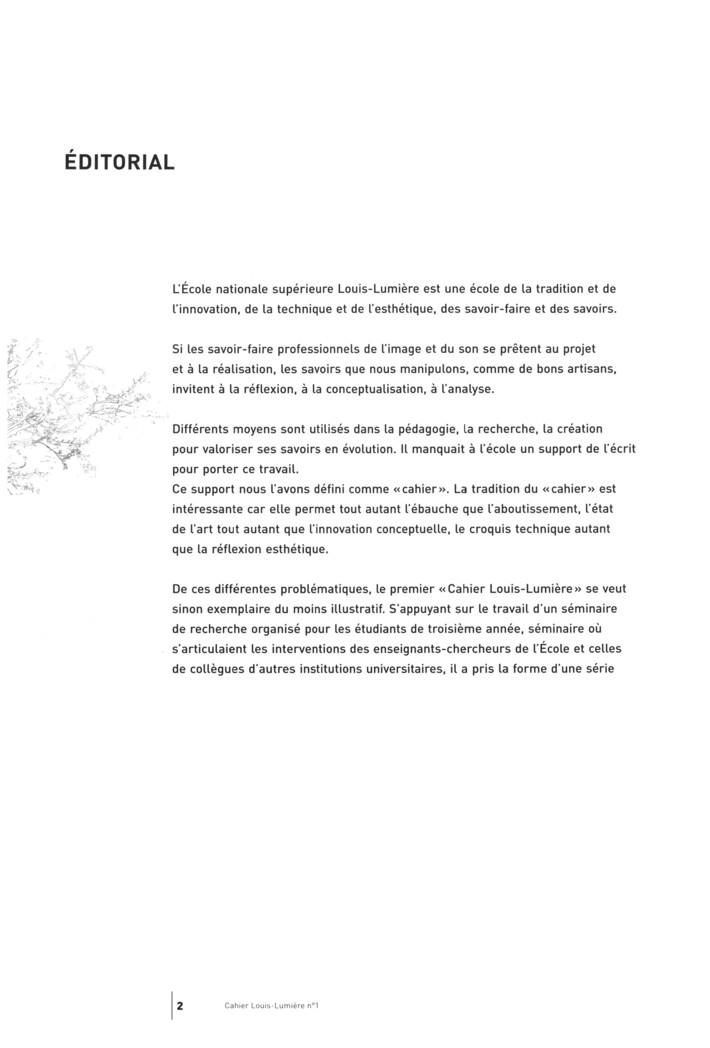 ÉDITORIAL
L'École nationale supérieure Louis-Lumière est une école de la tradition et de
l'innovation, de la technique et de l'esthétique, des savoir-faire et des savoirs.
Si les savoir-faire professionnels de l'image et du son se prêtent au projet
et à la réalisation, les savoirs que nous manipulons, comme de bons artisans,
invitent à la réflexion, à la conceptualisation, à l'analyse.
Différents moyens sont utilisés dans la pédagogie, la recherche, la création
pour valoriser ses savoirs en évolution. Il manquait à l'école un support de l'écrit
pour porter ce travail.
Ce support nous l'avons défini comme «cahier». La tradition du «cahier» est
intéressante car elle permet tout autant l'ébauche que l'aboutissement, l'état
de l'art tout autant que l'innovation conceptuelle, le croquis technique autant
que la réflexion esthétique.
De ces différentes problématiques, le premier «Cahier Louis-Lumière» se veut
sinon exemplaire du moins illustratif. S'appuyant sur le travail d'un séminaire
de recherche organisé pour les étudiants de troisième année, séminaire où
s'articulaient les interventions des enseignants-chercheurs de l'École et celles
de collègues d'autres institutions universitaires, il a pris la forme d'une série
2 Cahier Louis-Lumière n°1